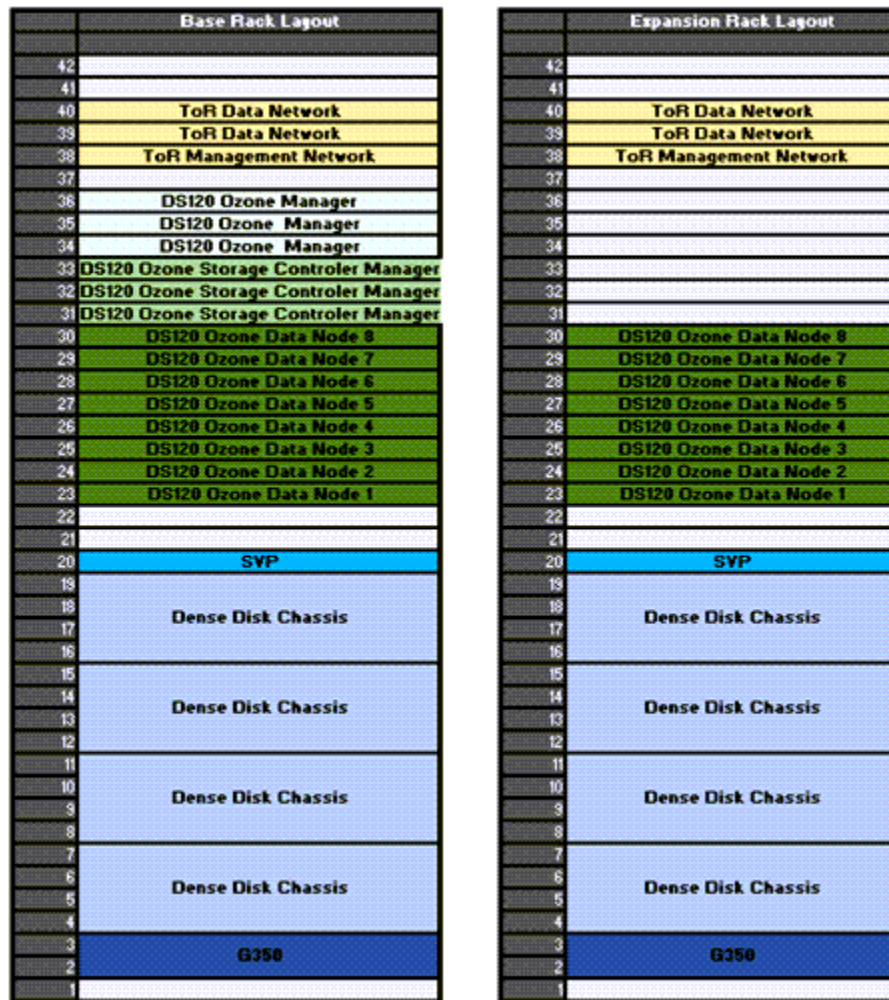 Base Rack Layout
42
41
40 ToR Data Network
39 ToR Data Network
38 ToR Management Network
37
36 DS120 Ozone Manager
35 DS120 Ozone Manager
34 DS120 Ozone Manager
33 DS120 Ozone Storage Controler Manager
32 DS120 Ozone Storage Controler Manager
31 DS120 Ozone Storage Controler Manager
30 DS120 Ozone Data Node 8
29 DS120 Ozone Data Node 7
28 DS120 Ozone Data Node 6
27 DS120 Ozone Data Node 5
26 DS120 Ozone Data Node 4
25 DS120 Ozone Data Node 3
24 DS120 Ozone Data Node 2
23 DS120 Ozone Data Node 1
22
21
20 SVP
19
18
Dense Disk Chassis
17
16
15
14
Dense Disk Chassis
13
12
11
10
Dense Disk Chassis
9
8
7
6
Dense Disk Chassis
5
4
3
G350
2
1
Expansion Rack Layout
42
41
40 ToR Data Network
39 ToR Data Network
38 ToR Management Network
37
36
35
34
33
32
31
30 DS120 Ozone Data Node 8
29 DS120 Ozone Data Node 7
28 DS120 Ozone Data Node 6
27 DS120 Ozone Data Node 5
26 DS120 Ozone Data Node 4
25 DS120 Ozone Data Node 3
24 DS120 Ozone Data Node 2
23 DS120 Ozone Data Node 1
22
21
20 SVP
19
18
Dense Disk Chassis
17
16
15
14
Dense Disk Chassis
13
12
11
10
Dense Disk Chassis
9
8
7
6
Dense Disk Chassis
5
4
3
G350
2
1